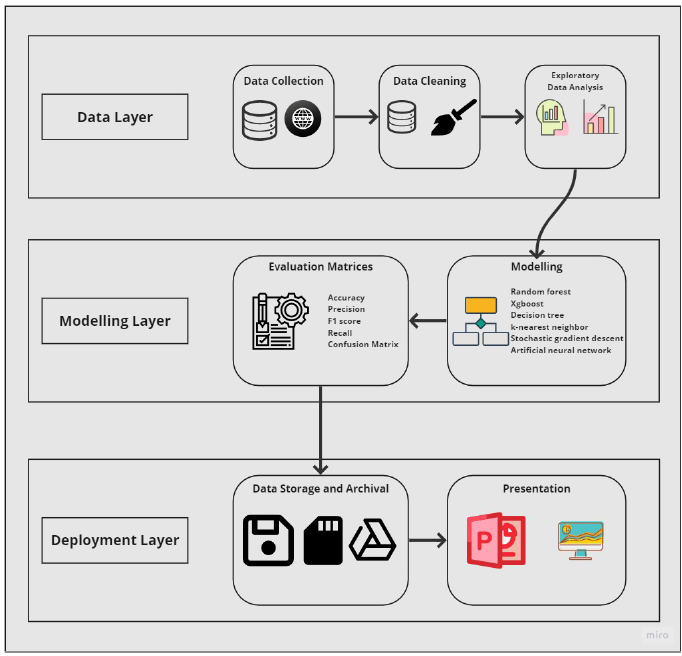 Data Layer
Data Collection
WWW
Data Cleaning
Exploratory
Data Analysis
Modelling Layer
Evaluation Matrices
Accuracy
Precision
F1 score
Recall
Confusion Matrix
Modelling
Random forest
Xgboost
Decision tree
k-nearest neighbor
Stochastic gradient descent
Artificial neural network
Deployment Layer
Data Storage and Archival
Presentation
P
miro